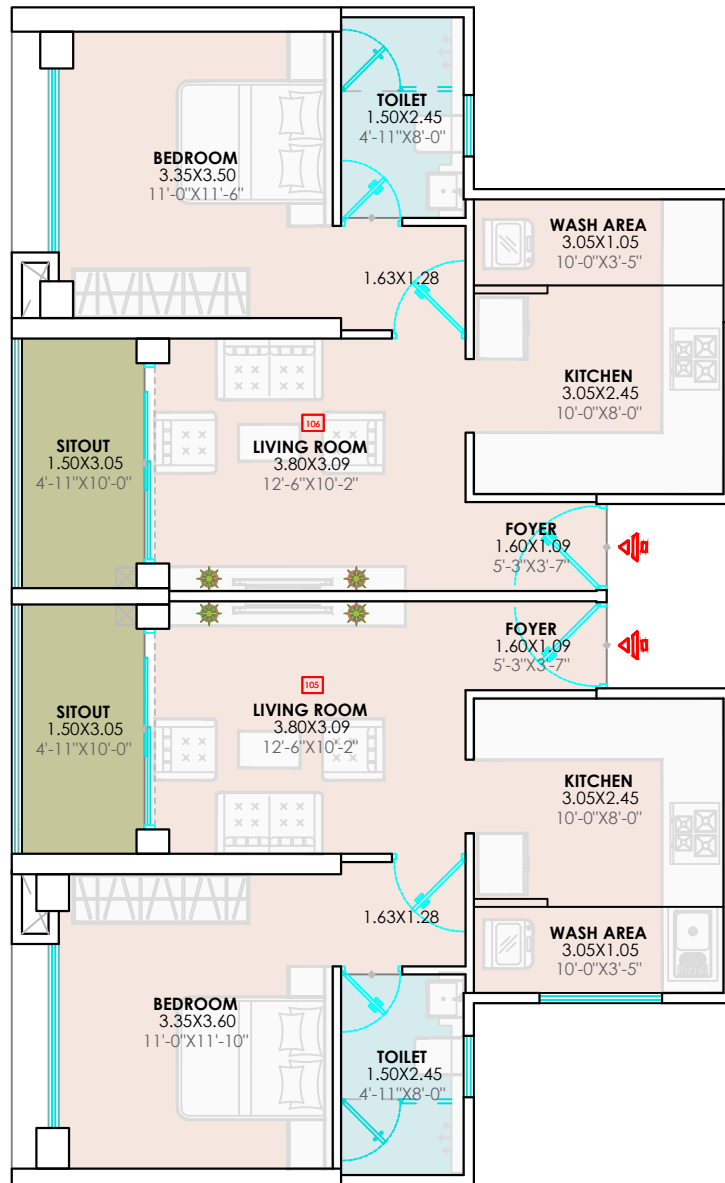 TOILET
1.50X2.45
4'-11"X8'-0"
BEDROOM
3.35X3.50
11'-0"X11'-6"
WASH AREA
3.05X1.05
10'-0"X3'-5"
1.63X1.28
KITCHEN
3.05X2.45
10'-0"X8'-0"
106
SITOUT
1.50X3.05
4'-11"X10'-0"
LIVING ROOM
3.80X3.09
12'-6"X10'-2"
FOYER
1.60X1.09
5'-3"X3'-7"
FOYER
1.60X1.09
5'-3"X3'-7"
105
SITOUT
1.50X3.05
4'-11"X10'-0"
LIVING ROOM
3.80X3.09
12'-6"X10'-2"
KITCHEN
3.05X2.45
10'-0"X8'-0"
1.63X1.28
WASH AREA
3.05X1.05
10'-0"X3'-5"
BEDROOM
3.35X3.60
11'-0"X11'-10"
TOILET
1.50X2.45
4'-11"X8'-0"